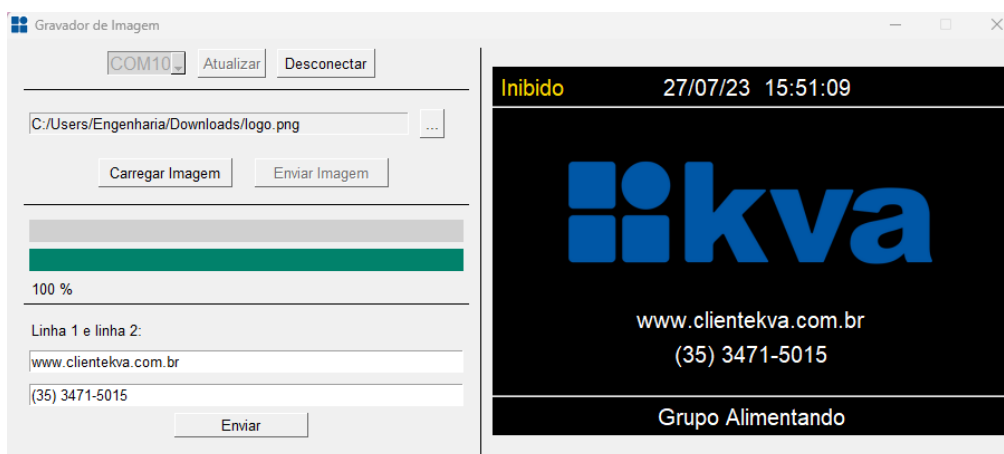 Gravador de Imagem
COM10 Atualizar Desconectar
C:/Users/Engenharia/Downloads/logo.png ...
Carregar Imagem Enviar Imagem
100 %
Linha 1 e linha 2:
www.clientekva.com.br
(35) 3471-5015
Enviar
Inibido 27/07/23 15:51:09
kva
www.clientekva.com.br
(35) 3471-5015
Grupo Alimentando